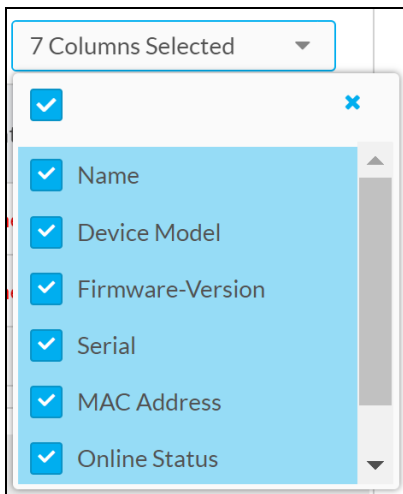 7 Columns Selected
Name
Device Model
Firmware-Version
Serial
MAC Address
Online Status